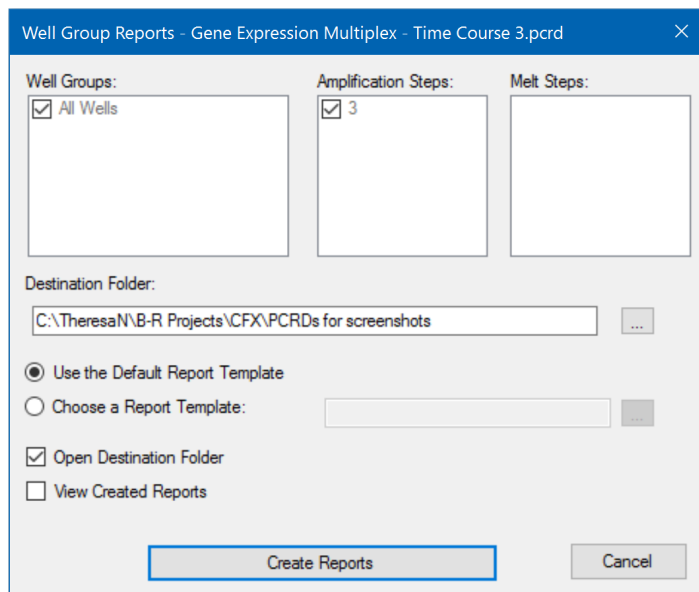 Well Group Reports - Gene Expression Multiplex - Time Course 3.pcrd
Well Groups:
Amplification Steps:
Melt Steps:
All Wells
3
Destination Folder:
C:\TheresaN\B-R Projects\CFX\PCRDs for screenshots
...
Use the Default Report Template
Choose a Report Template:
...
Open Destination Folder
View Created Reports
Create Reports
Cancel